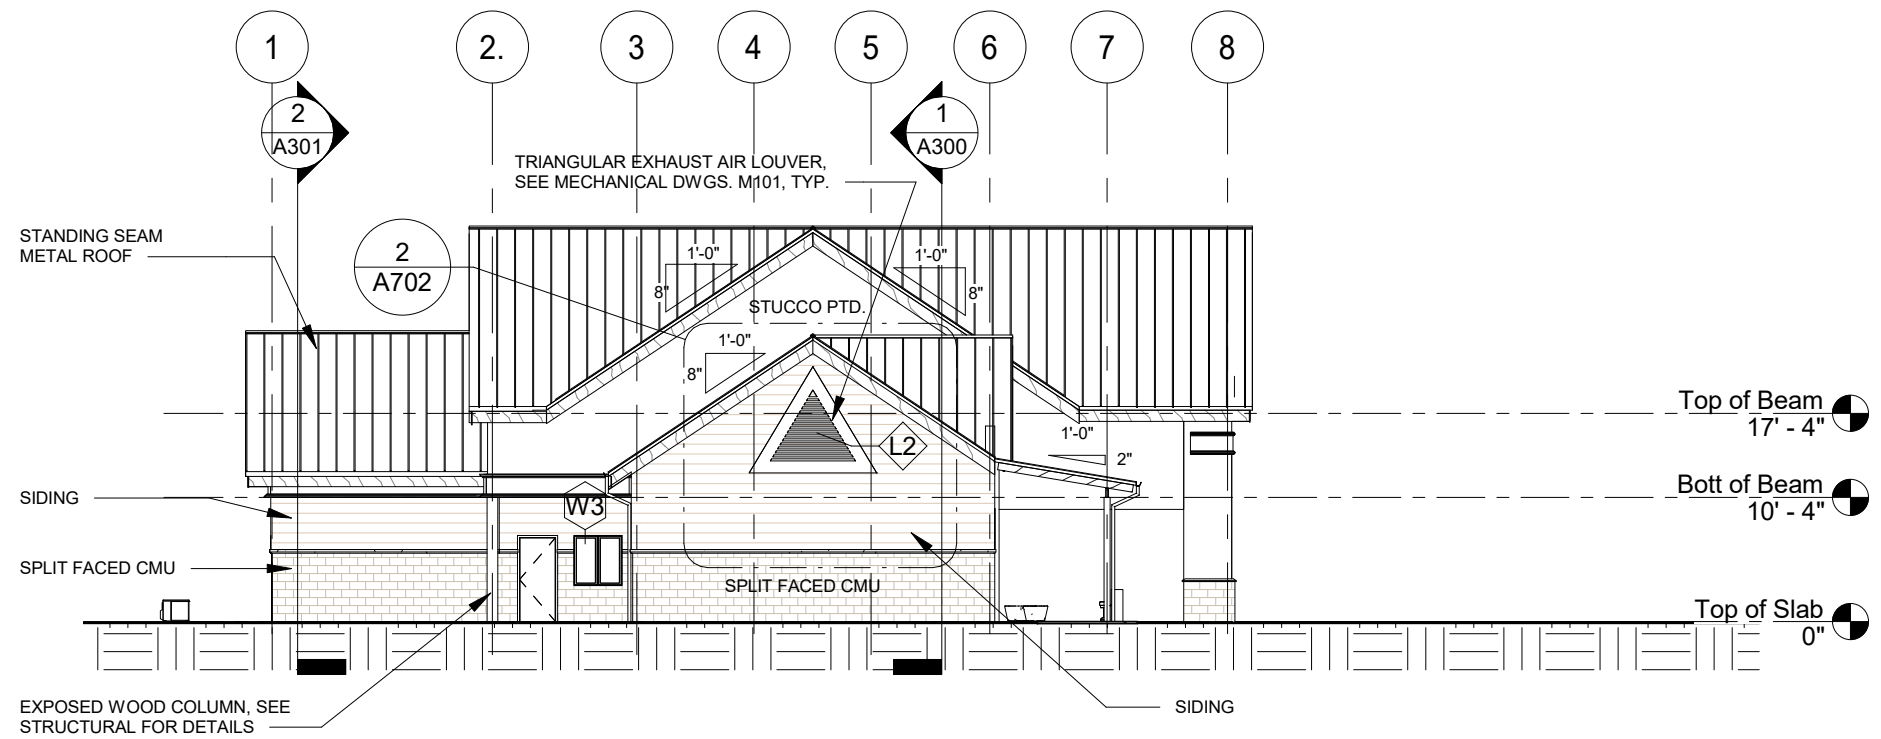 1
2.
3
4
5
6
7
8
2
A301
1
A300
TRIANGULAR EXHAUST AIR LOUVER,
SEE MECHANICAL DWGS. M101, TYP.
STANDING SEAM
METAL ROOF
2
A702
1'-0"
8"
1'-0"
8"
STUCCO PTD.
1'-0"
8"
Top of Beam
17' - 4"
L2
1'-0"
2"
SIDING
W3
Bott of Beam
10' - 4"
SPLIT FACED CMU
SPLIT FACED CMU
Top of Slab
0"
EXPOSED WOOD COLUMN, SEE
STRUCTURAL FOR DETAILS
SIDING